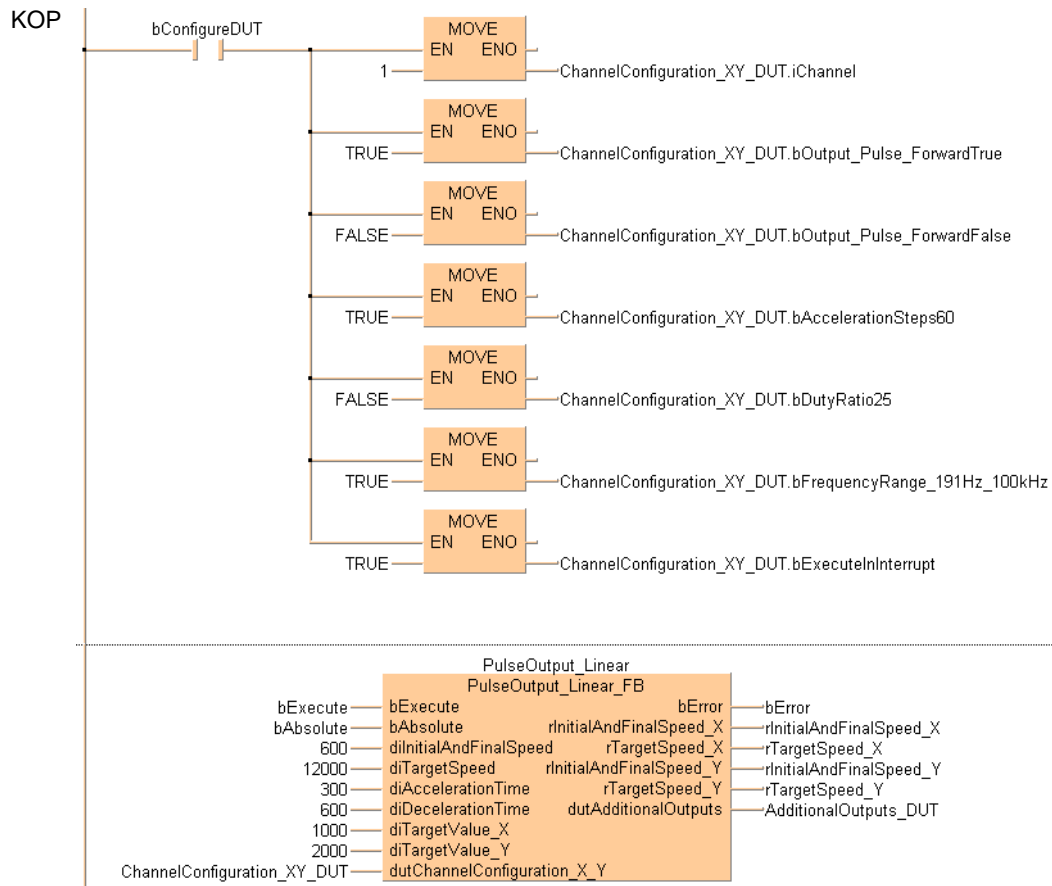 KOP
bConfigureDUT
MOVE
EN ENO
1 ChannelConfiguration_XY_DUT.iChannel
MOVE
EN ENO
TRUE ChannelConfiguration_XY_DUT.bOutput_Pulse_ForwardTrue
MOVE
EN ENO
FALSE ChannelConfiguration_XY_DUT.bOutput_Pulse_ForwardFalse
MOVE
EN ENO
TRUE ChannelConfiguration_XY_DUT.bAccelerationSteps60
MOVE
EN ENO
FALSE ChannelConfiguration_XY_DUT.bDutyRatio25
MOVE
EN ENO
TRUE ChannelConfiguration_XY_DUT.bFrequencyRange_191Hz_100kHz
MOVE
EN ENO
TRUE ChannelConfiguration_XY_DUT.bExecuteInInterrupt
PulseOutput_Linear
PulseOutput_Linear_FB
bExecute bExecute bError bError
bAbsolute bAbsolute rInitialAndFinalSpeed_X rInitialAndFinalSpeed_X
600 diInitialAndFinalSpeed rTargetSpeed_X rTargetSpeed_X
12000 diTargetSpeed rInitialAndFinalSpeed_Y rInitialAndFinalSpeed_Y
300 diAccelerationTime rTargetSpeed_Y rTargetSpeed_Y
600 diDecelerationTime dutAdditionalOutputs AdditionalOutputs_DUT
1000 diTargetValue_X
2000 diTargetValue_Y
ChannelConfiguration_XY_DUT dutChannelConfiguration_X_Y